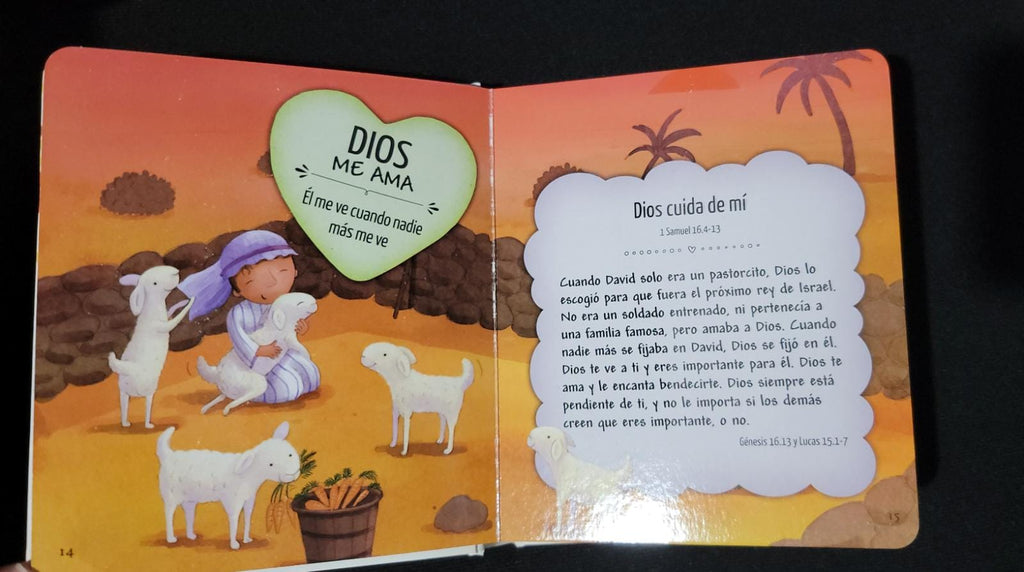 DIOS
ME AMA
Él me ve cuando nadie
más me ve
14
Dios cuida de mí
1 Samuel 16.4-13
Cuando David solo era un pastorcito, Dios lo
escogió para que fuera el próximo rey de Israel.
No era un soldado entrenado, ni pertenecía a
una familia famosa, pero amaba a Dios. Cuando
nadie más se fijaba en David, Dios se fijó en él.
Dios te ve a ti y eres importante para él. Dios te
ama y le encanta bendecirte. Dios siempre está
pendiente de ti, y no le importa si los demás
creen que eres importante, o no.
Génesis 16.13 y Lucas 15.1-7
15